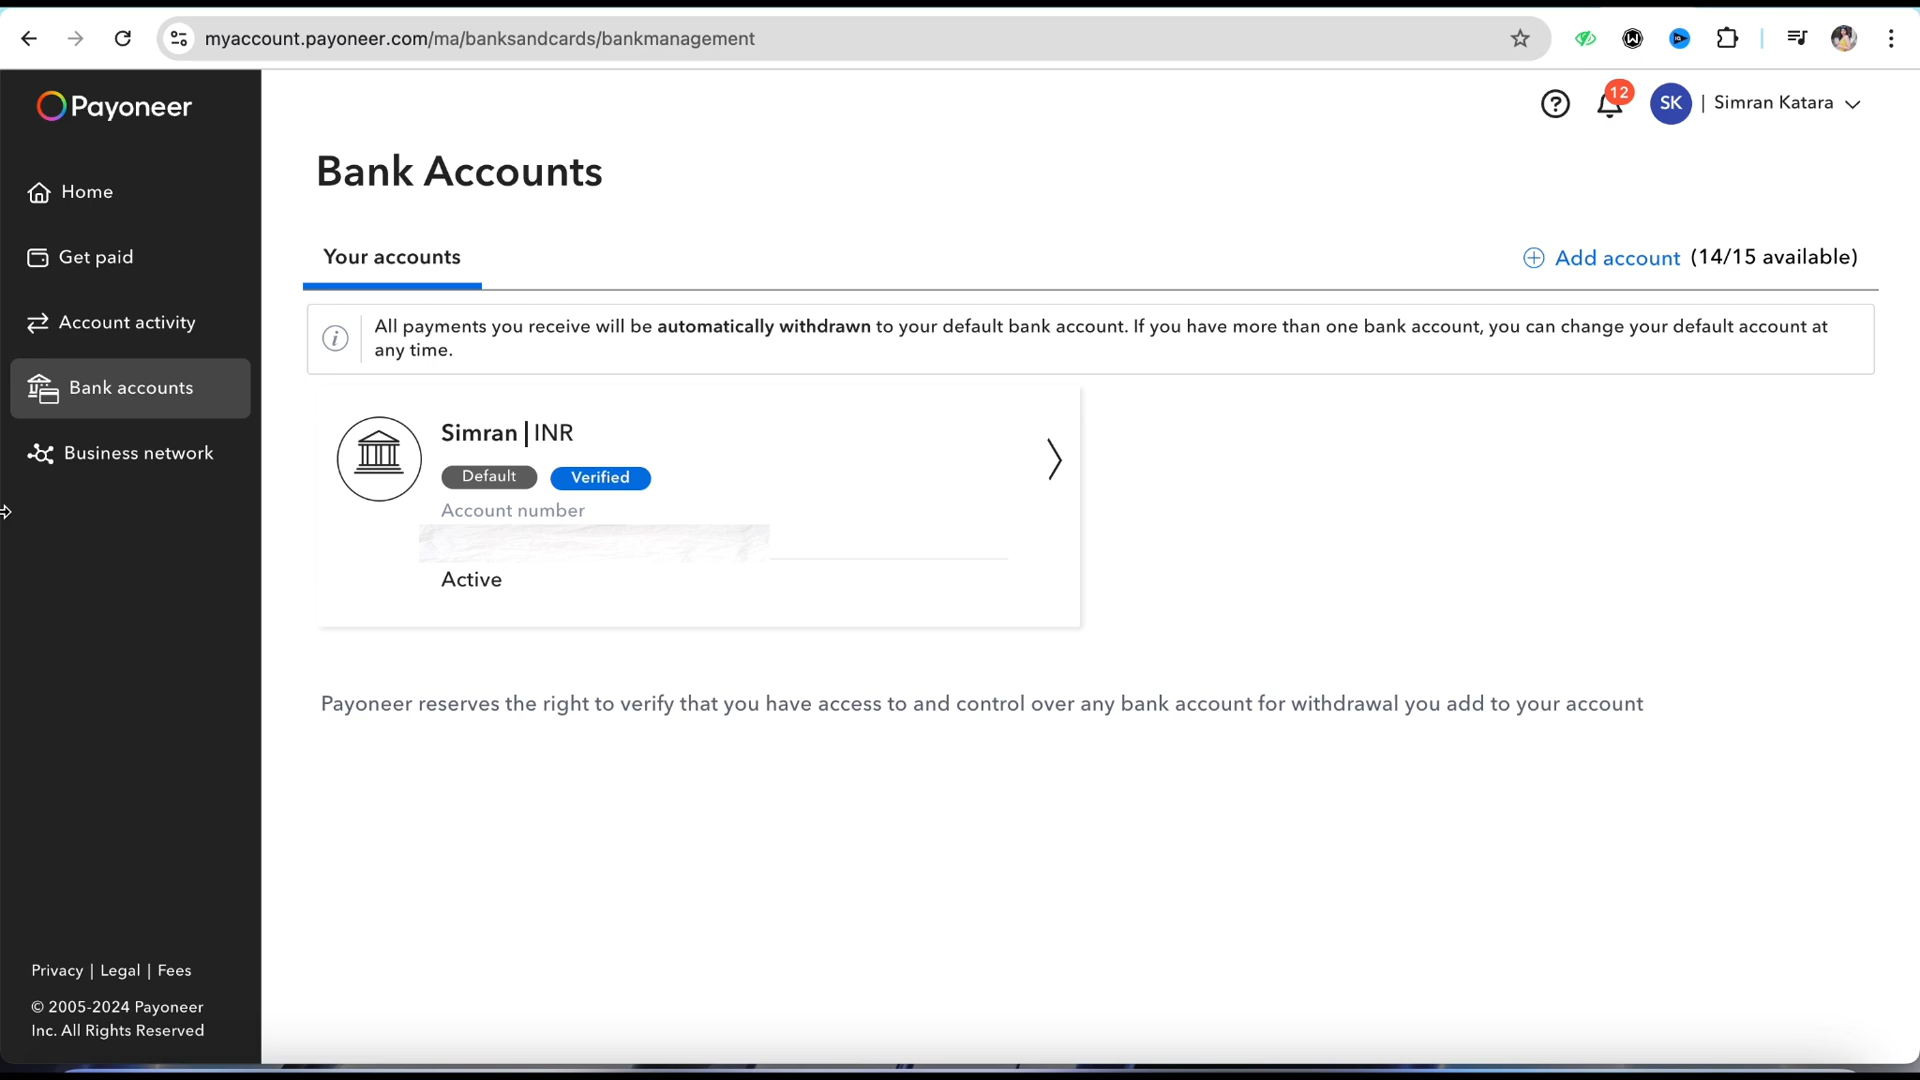 myaccount.payoneer.com/ma/banksandcards/bankmanagement
Payoneer
12
SK | Simran Katara
Home
Get paid
Account activity
Bank accounts
Business network
Bank Accounts
Your accounts
Add account (14/15 available)
All payments you receive will be automatically withdrawn to your default bank account. If you have more than one bank account, you can change your default account at
any time.
Simran | INR
Default Verified
Account number
Active
Payoneer reserves the right to verify that you have access to and control over any bank account for withdrawal you add to your account
Privacy | Legal | Fees
© 2005-2024 Payoneer
Inc. All Rights Reserved